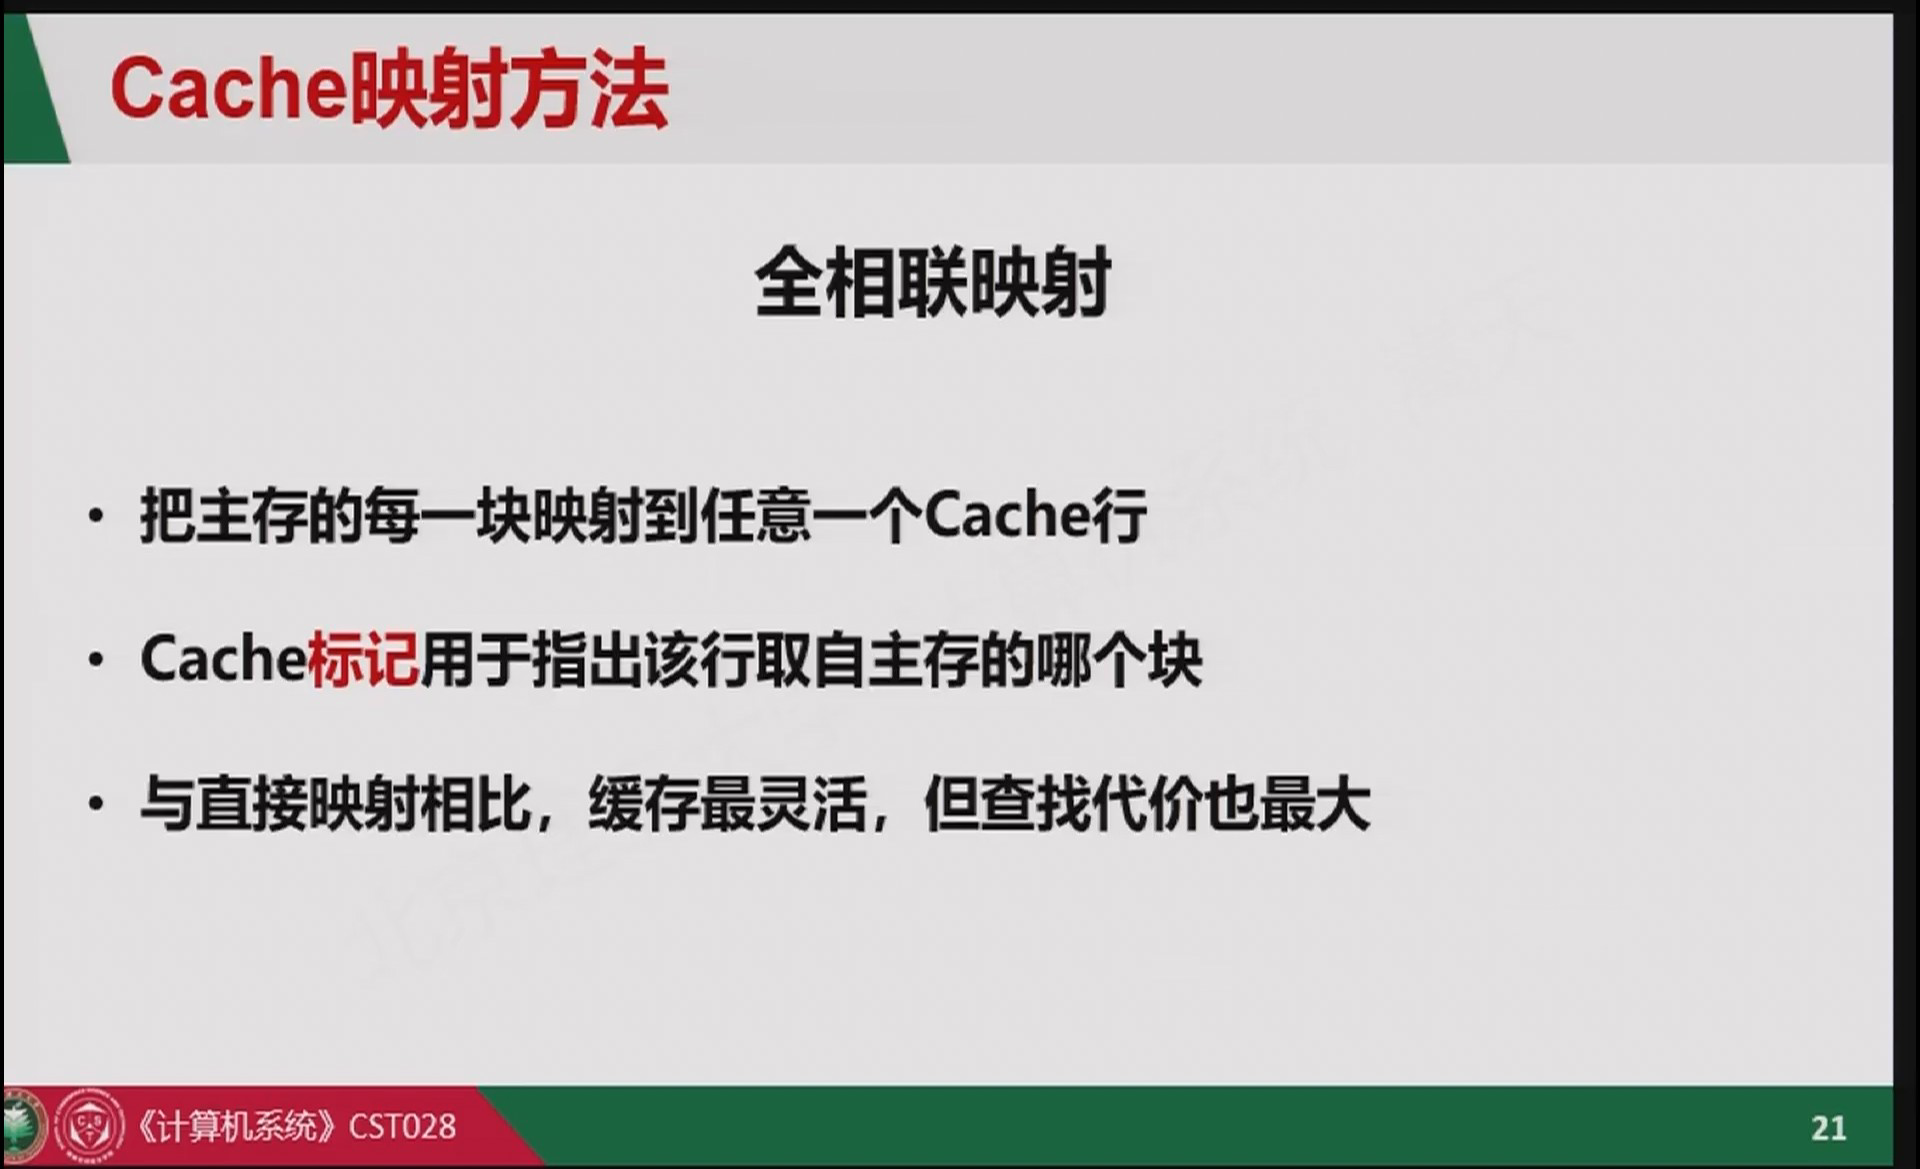 Cache映射方法
全相联映射
• 把主存的每一块映射到任意一个Cache行
• Cache标记用于指出该行取自主存的哪个块
• 与直接映射相比，缓存最灵活，但查找代价也最大
《计算机系统》CST028
21